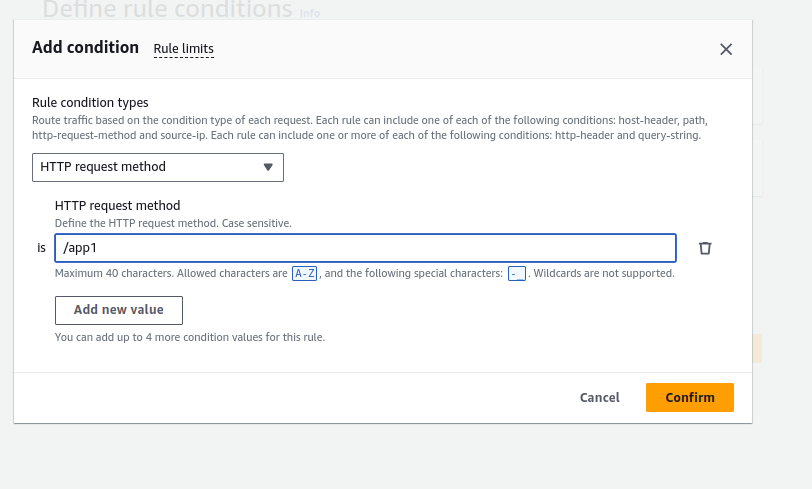 Define rule conditions Info
Add condition Rule limits
Rule condition types
Route traffic based on the condition type of each request. Each rule can include one of each of the following conditions: host-header, path,
http-request-method and source-ip. Each rule can include one or more of each of the following conditions: http-header and query-string.
HTTP request method
HTTP request method
Define the HTTP request method. Case sensitive.
is /app1
Maximum 40 characters. Allowed characters are A-Z, and the following special characters: -_. Wildcards are not supported.
Add new value
You can add up to 4 more condition values for this rule.
Cancel Confirm